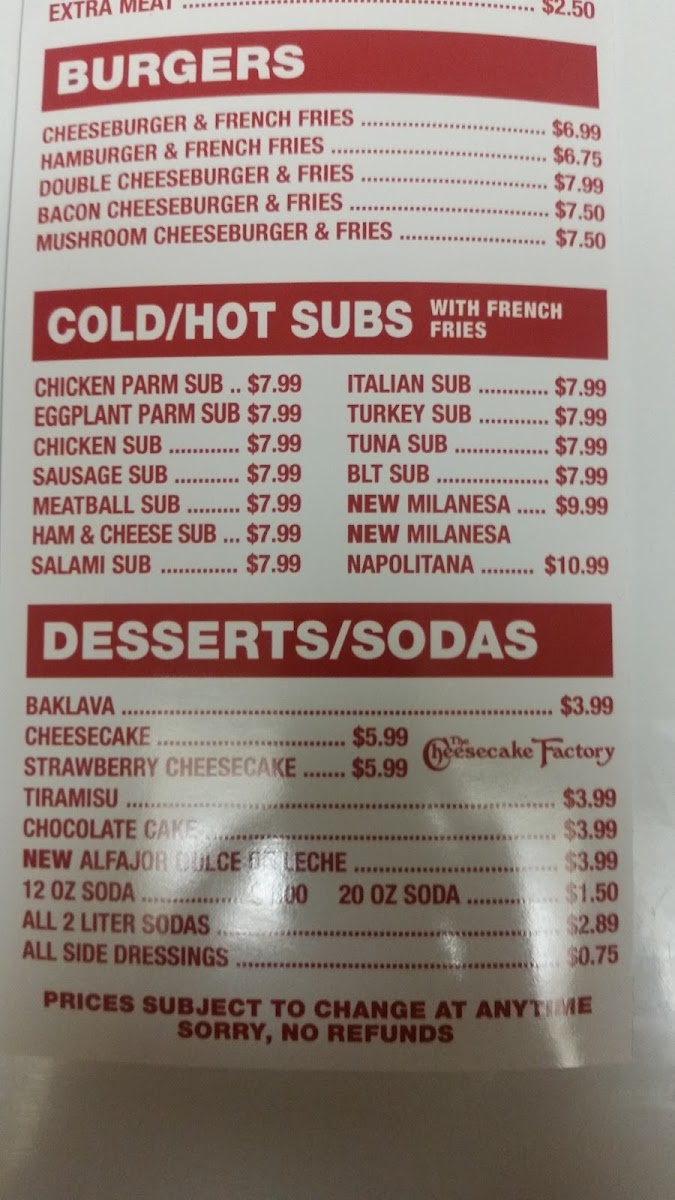 EXTRA MEAT ........ $2.50
BURGERS
CHEESEBURGER & FRENCH FRIES ........ $6.99
HAMBURGER & FRENCH FRIES ........ $6.75
DOUBLE CHEESEBURGER & FRIES ........ $7.99
BACON CHEESEBURGER & FRIES ........ $7.50
MUSHROOM CHEESEBURGER & FRIES ........ $7.50
COLD/HOT SUBS WITH FRENCH
FRIES
CHICKEN PARM SUB .. $7.99
EGGPLANT PARM SUB $7.99
CHICKEN SUB ............ $7.99
SAUSAGE SUB ........... $7.99
MEATBALL SUB ......... $7.99
HAM & CHEESE SUB ... $7.99
SALAMI SUB ............. $7.99
ITALIAN SUB ............ $7.99
TURKEY SUB ............ $7.99
TUNA SUB ................ $7.99
BLT SUB ................... $7.99
NEW MILANESA ..... $9.99
NEW MILANESA
NAPOLITANA ......... $10.99
DESSERTS/SODAS
BAKLAVA ........ $3.99
CHEESECAKE ........ $5.99
STRAWBERRY CHEESECAKE ....... $5.99
The Cheesecake Factory
TIRAMISU ........ $3.99
CHOCOLATE CAKE ........ $3.99
NEW ALFAJOR DULCE DE LECHE ........ $3.99
12 OZ SODA ........ 20 OZ SODA ........ $1.50
ALL 2 LITER SODAS ........ $2.89
ALL SIDE DRESSINGS ........ $0.75
PRICES SUBJECT TO CHANGE AT ANYTIME
SORRY, NO REFUNDS